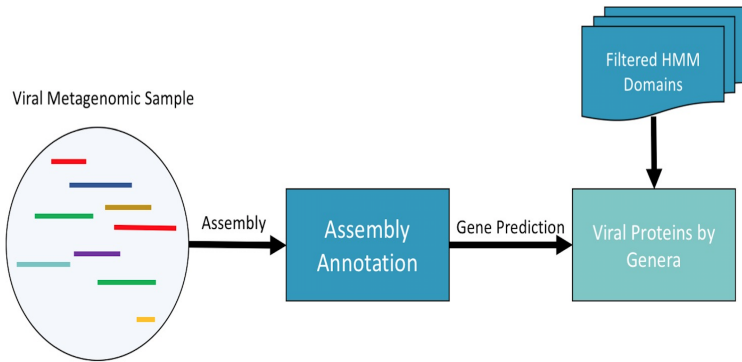 Filtered HMM
Domains
Viral Metagenomic Sample
Assembly
Assembly
Annotation
Gene Prediction
Viral Proteins by
Genera